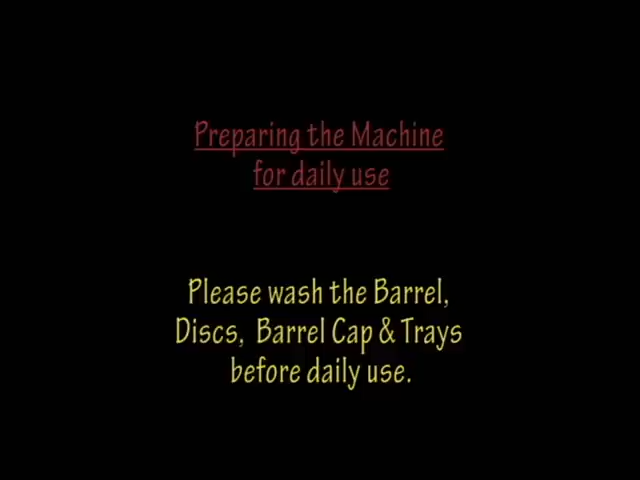 Preparing the Machine
for daily use
Please wash the Barrel,
Discs, Barrel Cap & Trays
before daily use.